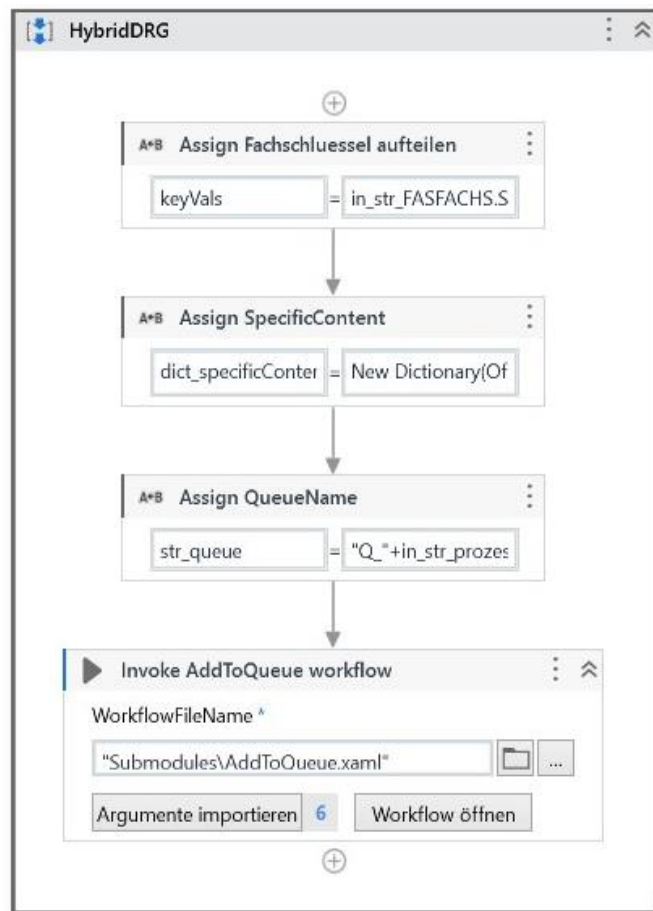 HybridDRG
A+B Assign Fachschluessel aufteilen
keyVals = in_str_FASFACHS.S
A+B Assign SpecificContent
dict_specificConter = New Dictionary(Of
A+B Assign QueueName
str_queue = "Q_"+in_str_prozes
Invoke AddToQueue workflow
WorkflowFileName *
"Submodules\AddToQueue.xaml" ...
Argumente importieren 6 Workflow öffnen